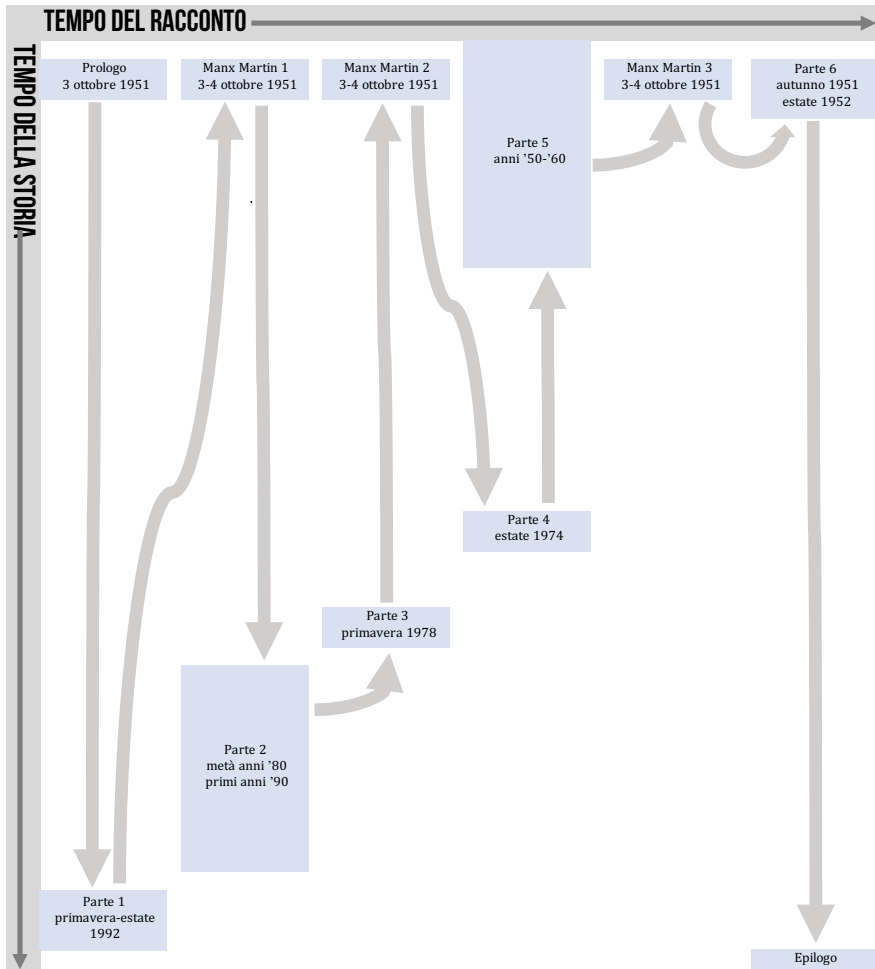 TEMPO DEL RACCONTO
TEMPO DELLA STORIA
Prologo
3 ottobre 1951
Manx Martin 1
3-4 ottobre 1951
Manx Martin 2
3-4 ottobre 1951
Parte 5
anni ’50-’60
Manx Martin 3
3-4 ottobre 1951
Parte 6
autunno 1951
estate 1952
Parte 4
estate 1974
Parte 3
primavera 1978
Parte 2
metà anni ’80
primi anni ’90
Parte 1
primavera-estate
1992
Epilogo